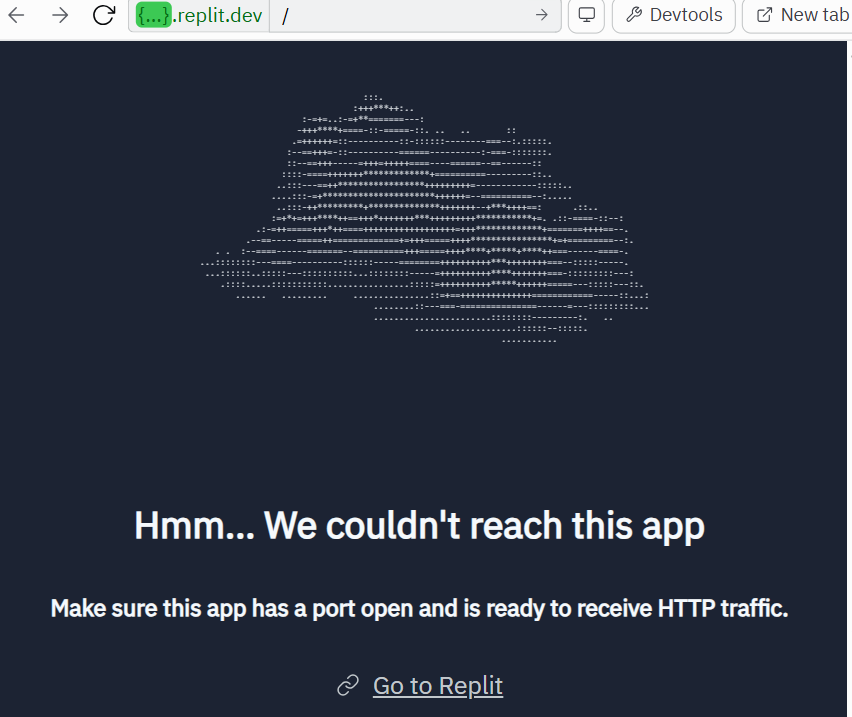 {...}.replit.dev /
Devtools
New tab
Hmm... We couldn't reach this app
Make sure this app has a port open and is ready to receive HTTP traffic.
Go to Replit